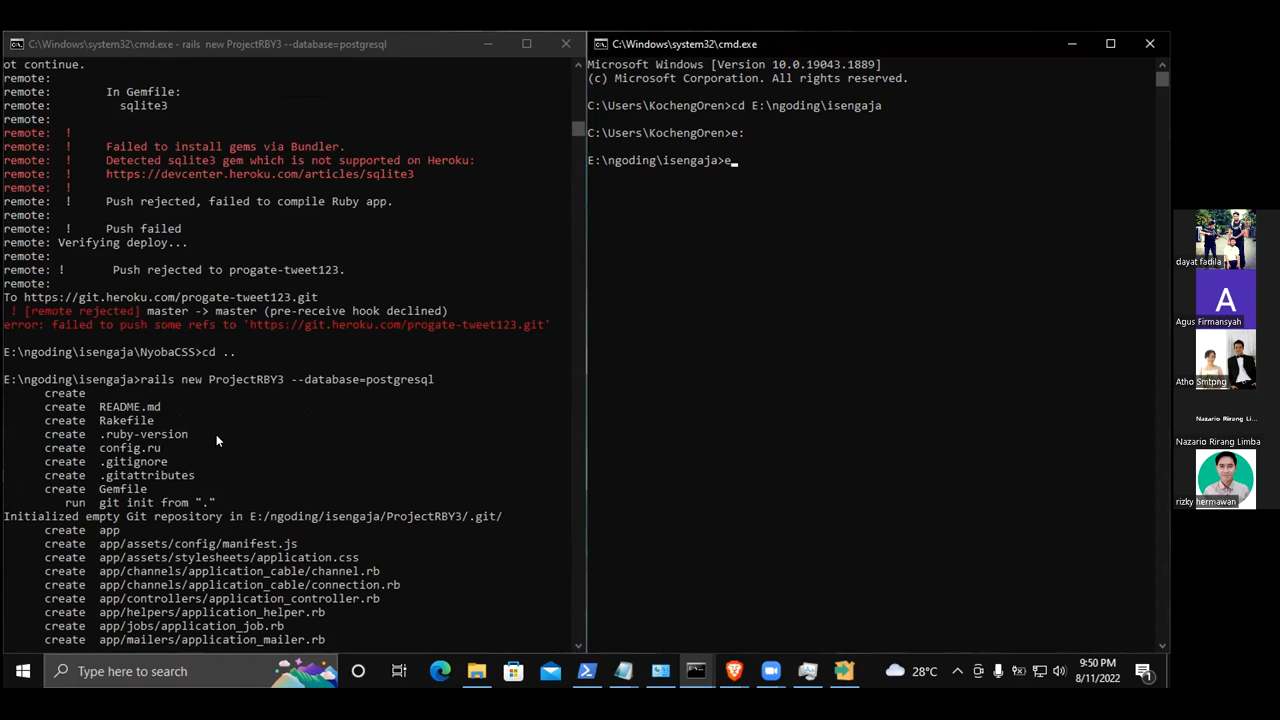 C:\Windows\system32\cmd.exe - rails new ProjectRBY3 --database=postgresql
ot continue.
remote:
remote:        In Gemfile:
remote:          sqlite3
remote:
remote:  !
remote:  !     Failed to install gems via Bundler.
remote:  !     Detected sqlite3 gem which is not supported on Heroku:
remote:  !     https://devcenter.heroku.com/articles/sqlite3
remote:  !
remote:  !     Push rejected, failed to compile Ruby app.
remote:
remote:  !     Push failed
remote: Verifying deploy...
remote:
remote: !       Push rejected to progate-tweet123.
remote:
To https://git.heroku.com/progate-tweet123.git
 ! [remote rejected] master -> master (pre-receive hook declined)
error: failed to push some refs to 'https://git.heroku.com/progate-tweet123.git'
E:\ngoding\isengaja\NyobaCSS>cd ..
E:\ngoding\isengaja>rails new ProjectRBY3 --database=postgresql
      create
      create  README.md
      create  Rakefile
      create  .ruby-version
      create  config.ru
      create  .gitignore
      create  .gitattributes
      create  Gemfile
         run  git init from "."
Initialized empty Git repository in E:/ngoding/isengaja/ProjectRBY3/.git/
      create  app
      create  app/assets/config/manifest.js
      create  app/assets/stylesheets/application.css
      create  app/channels/application_cable/channel.rb
      create  app/channels/application_cable/connection.rb
      create  app/controllers/application_controller.rb
      create  app/helpers/application_helper.rb
      create  app/jobs/application_job.rb
      create  app/mailers/application_mailer.rb
C:\Windows\system32\cmd.exe
Microsoft Windows [Version 10.0.19043.1889]
(c) Microsoft Corporation. All rights reserved.
C:\Users\KochengOren>cd E:\ngoding\isengaja
C:\Users\KochengOren>e:
E:\ngoding\isengaja>e_
dayat fadila
A
Agus Firmansyah
Atho Smtpng
Nazario Rirang Limba
Nazario Rirang Limba
rizky hermawan
Type here to search
28°C
9:50 PM
8/11/2022
1